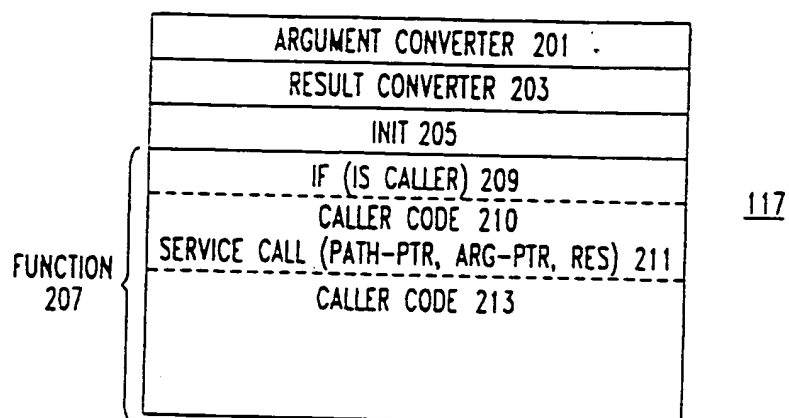 ARGUMENT CONVERTER 201
RESULT CONVERTER 203
INIT 205
IF (IS CALLER) 209
CALLER CODE 210
SERVICE CALL (PATH-PTR, ARG-PTR, RES) 211
CALLER CODE 213
FUNCTION
207
117